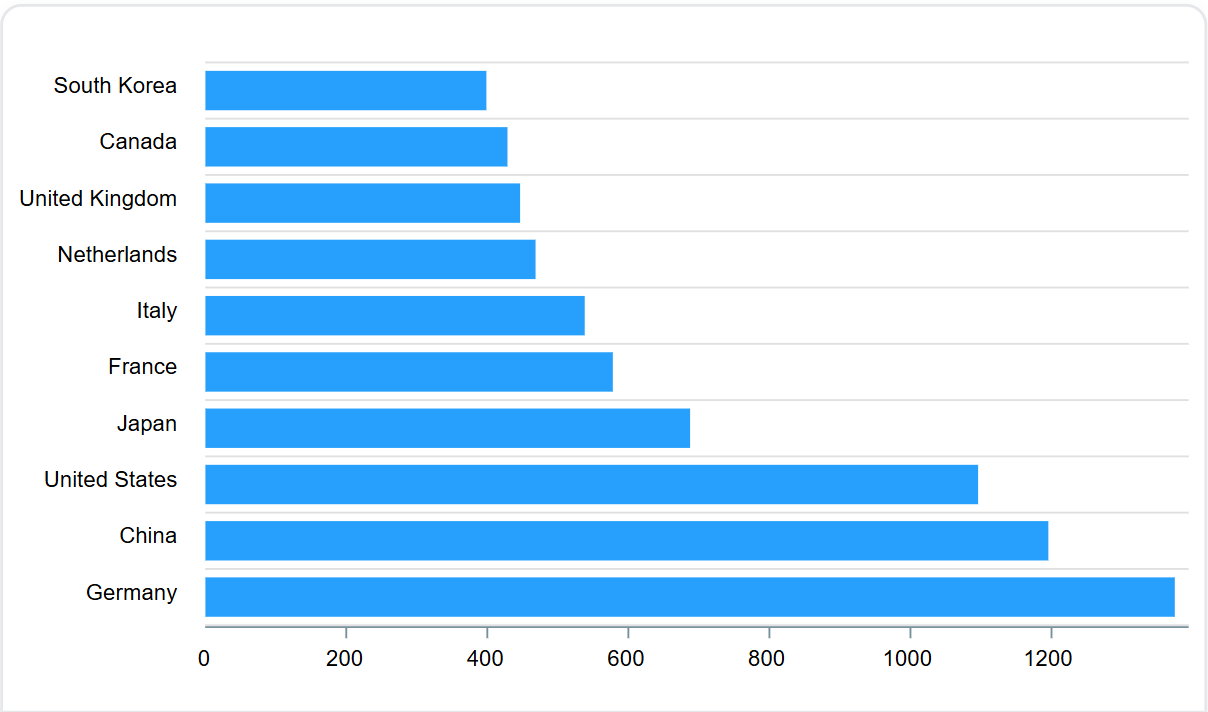 South Korea
Canada
United Kingdom
Netherlands
Italy
France
Japan
United States
China
Germany
0 200 400 600 800 1000 1200